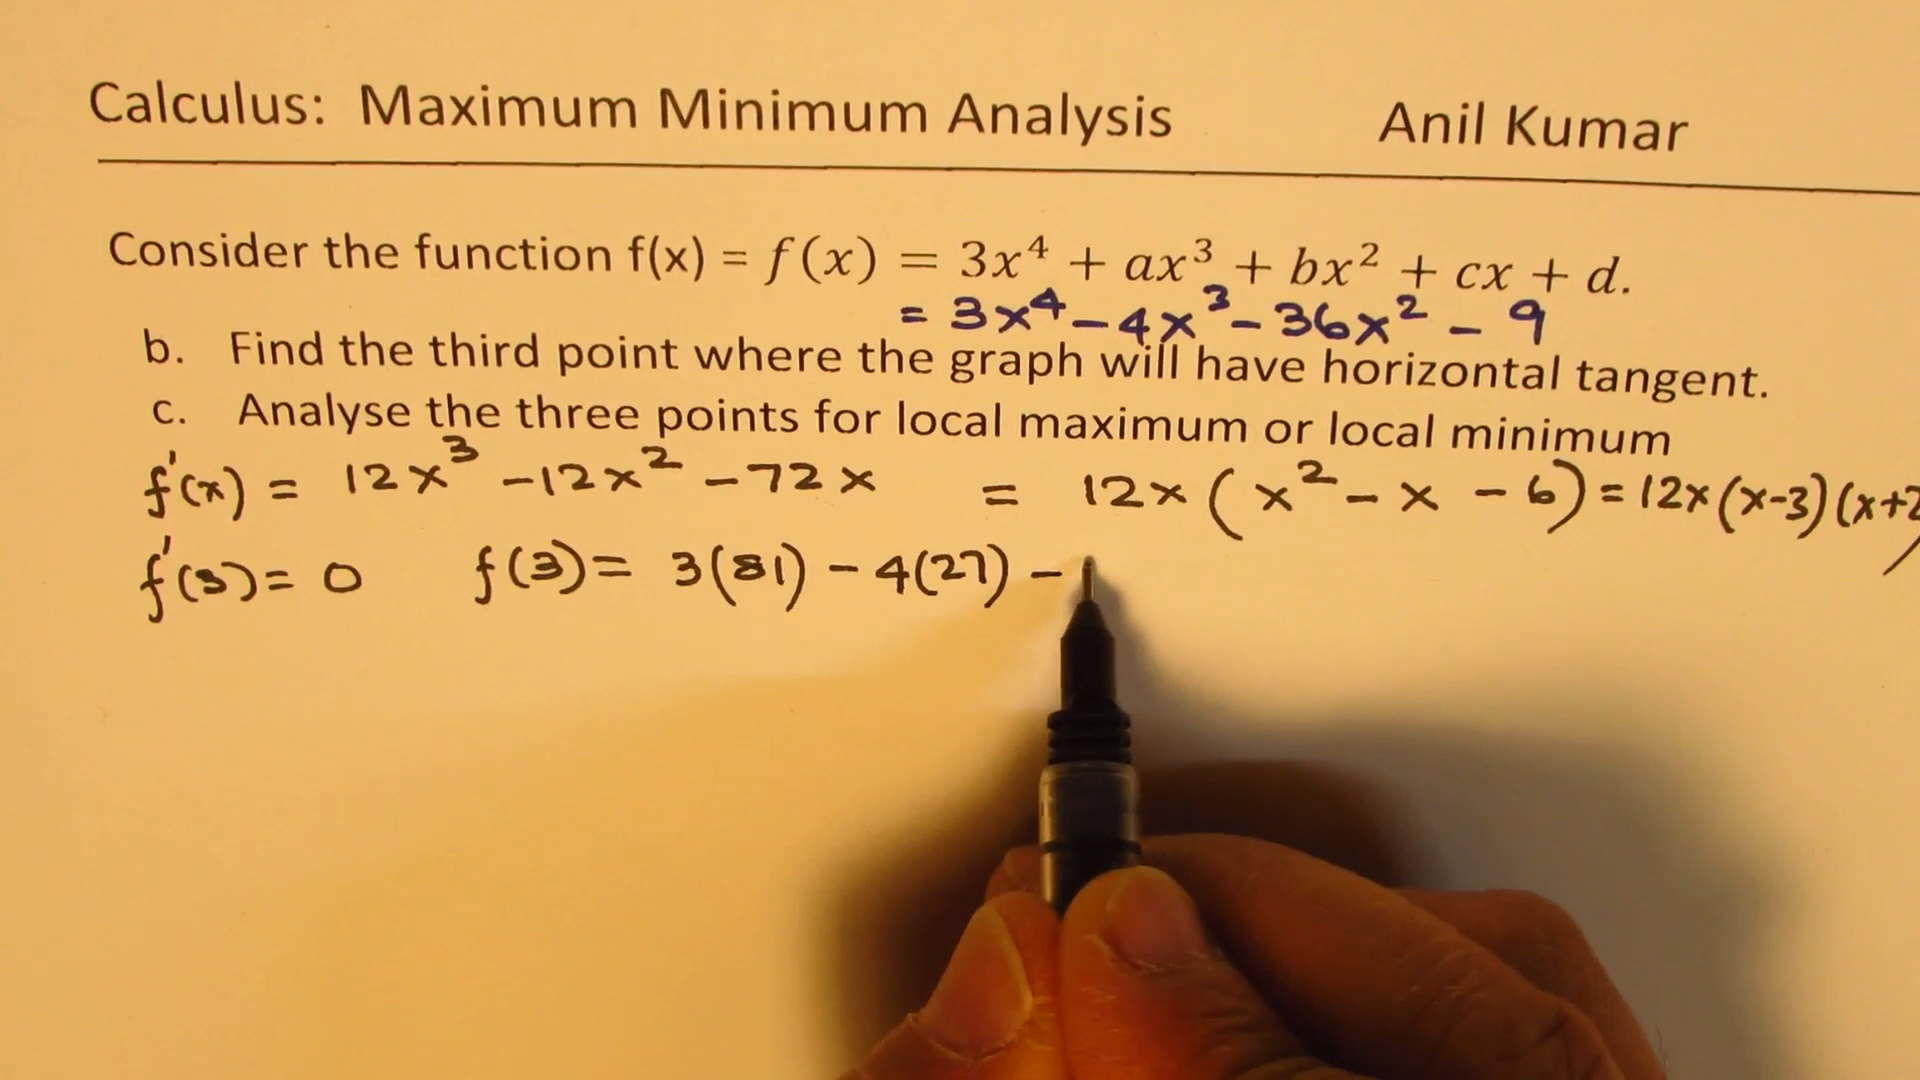 Calculus: Maximum Minimum Analysis Anil Kumar
Consider the function f(x) = f(x) = 3x⁴ + ax³ + bx² + cx + d.
= 3x⁴ - 4x³ - 36x² - 9
b. Find the third point where the graph will have horizontal tangent.
c. Analyse the three points for local maximum or local minimum
f'(x) = 12x³ - 12x² - 72x = 12x(x² - x - 6) = 12x(x-3)(x+2)
f'(3) = 0 f(3) = 3(81) - 4(27) -